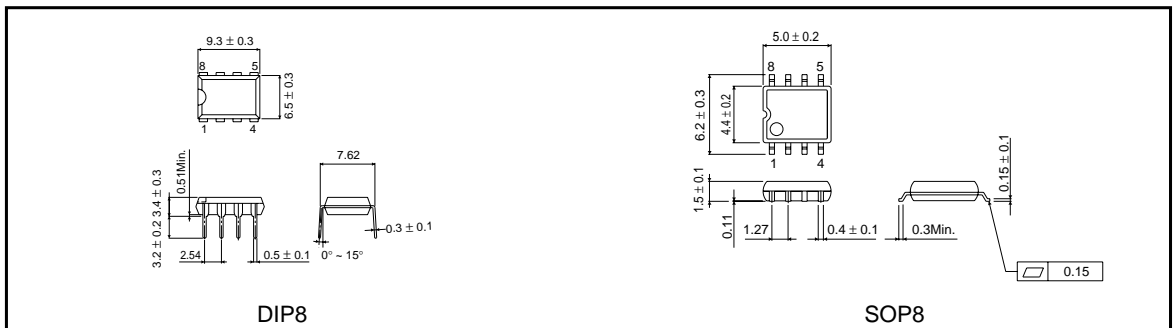 9.3 ± 0.3
8 5
6.5 ± 0.3
1 4
0.51Min.
3.2 ± 0.2 3.4 ± 0.3
7.62
0.3 ± 0.1
2.54
0.5 ± 0.1
0° ~ 15°
DIP8
5.0 ± 0.2
8 5
6.2 ± 0.3
4.4 ± 0.2
1 4
1.5 ± 0.1
0.11
1.27
0.4 ± 0.1
0.3Min.
0.15 ± 0.1
0.15
SOP8